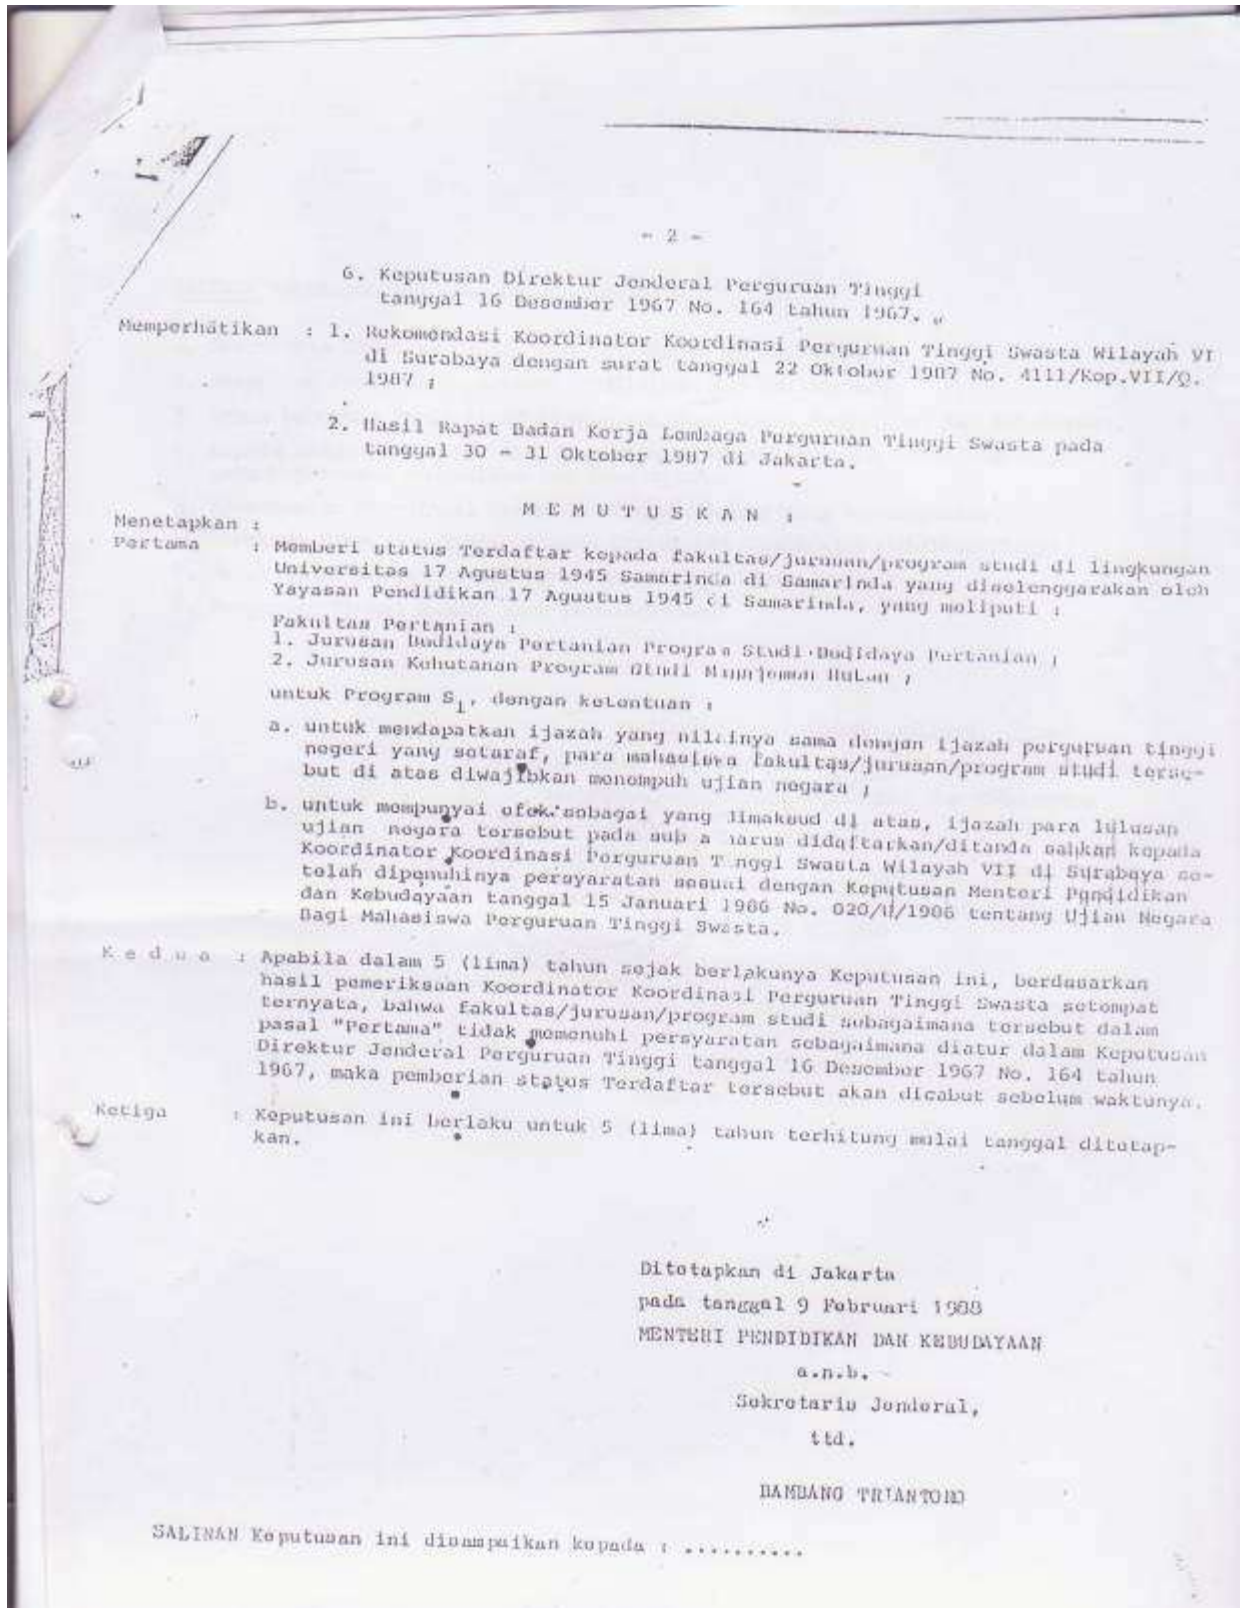 - 2 -
6. Keputusan Direktur Jenderal Perguruan Tinggi
tanggal 16 Desember 1967 No. 164 tahun 1967.
Memperhatikan : 1. Rekomendasi Koordinator Koordinasi Perguruan Tinggi Swasta Wilayah VI
di Surabaya dengan surat tanggal 22 Oktober 1987 No. 4111/Kop.VII/Q.
1987 ;
2. Hasil Rapat Badan Kerja Lembaga Perguruan Tinggi Swasta pada
tanggal 30 - 31 Oktober 1987 di Jakarta.
M E M U T U S K A N :
Menetapkan :
Pertama : Memberi status Terdaftar kepada fakultas/jurusan/program studi di lingkungan
Universitas 17 Agustus 1945 Samarinda di Samarinda yang diselenggarakan oleh
Yayasan Pendidikan 17 Agustus 1945 di Samarinda, yang meliputi :
Fakultas Pertanian :
1. Jurusan Budidaya Pertanian Program Studi Budidaya Pertanian ;
2. Jurusan Kehutanan Program Studi Manajemen Hutan ;
untuk Program S1, dengan ketentuan :
a. untuk mendapatkan ijazah yang nilainya sama dengan ijazah perguruan tinggi
negeri yang setaraf, para mahasiswa fakultas/jurusan/program studi terse-
but di atas diwajibkan menempuh ujian negara ;
b. untuk mempunyai efek sebagai yang dimaksud di atas, ijazah para lulusan
ujian negara tersebut pada sub a harus didaftarkan/ditanda sahkan kepada
Koordinator Koordinasi Perguruan Tinggi Swasta Wilayah VII di Surabaya se-
telah dipenuhinya persyaratan sesuai dengan Keputusan Menteri Pendidikan
dan Kebudayaan tanggal 15 Januari 1986 No. 020/U/1986 tentang Ujian Negara
Bagi Mahasiswa Perguruan Tinggi Swasta.
K e d u a : Apabila dalam 5 (lima) tahun sejak berlakunya Keputusan ini, berdasarkan
hasil pemeriksaan Koordinator Koordinasi Perguruan Tinggi Swasta setempat
ternyata, bahwa fakultas/jurusan/program studi sebagaimana tersebut dalam
pasal "Pertama" tidak memenuhi persyaratan sebagaimana diatur dalam Keputusan
Direktur Jenderal Perguruan Tinggi tanggal 16 Desember 1967 No. 164 tahun
1967, maka pemberian status Terdaftar tersebut akan dicabut sebelum waktunya.
Ketiga : Keputusan ini berlaku untuk 5 (lima) tahun terhitung mulai tanggal ditetap-
kan.
Ditetapkan di Jakarta
pada tanggal 9 Februari 1988
MENTERI PENDIDIKAN DAN KEBUDAYAAN
a.n.b.
Sekretaris Jenderal,
ttd.
BAMBANG TRIANTORO
SALINAN Keputusan ini disampaikan kepada : ..........